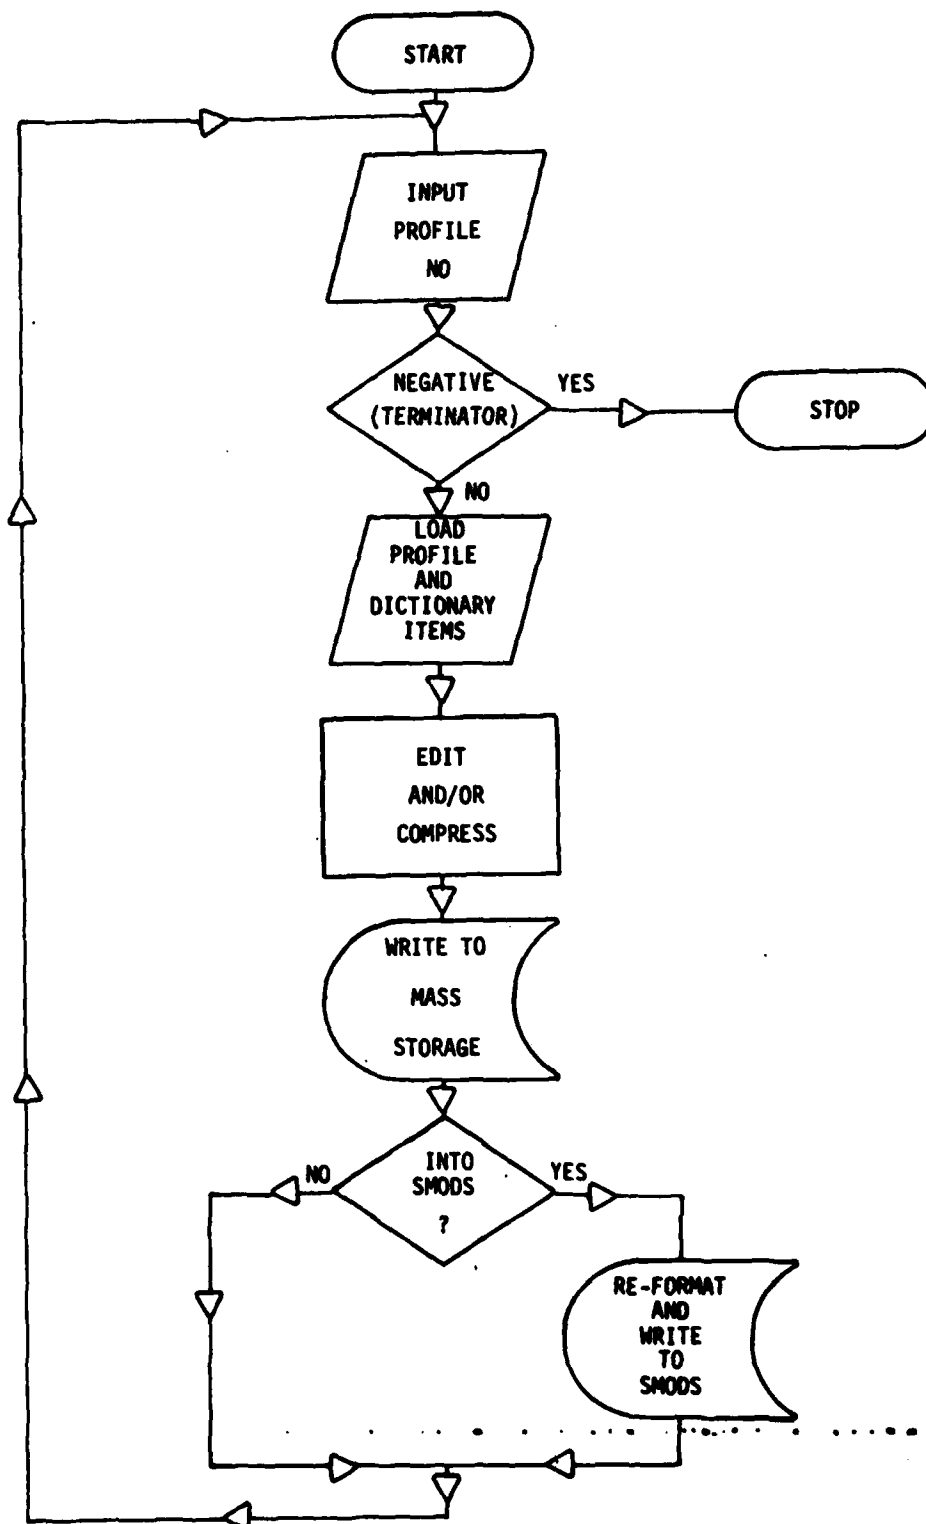 START
INPUT
PROFILE
NO
NEGATIVE
(TERMINATOR)
YES
STOP
NO
LOAD
PROFILE
AND
DICTIONARY
ITEMS
EDIT
AND/OR
COMPRESS
WRITE TO
MASS
STORAGE
NO
INTO
SMODS
?
YES
RE-FORMAT
AND
WRITE
TO
SMODS